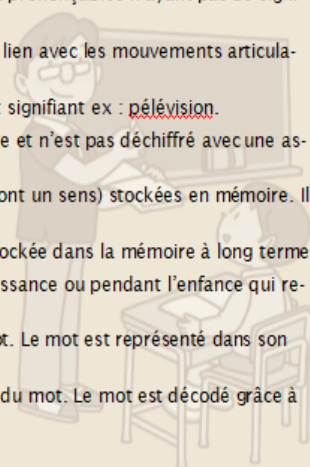 lien avec les mouvements articula-
signifiant ex : pélévision.
e et n’est pas déchiffré avec une as-
ont un sens) stockées en mémoire. Il
ockée dans la mémoire à long terme
issance ou pendant l’enfance qui re-
ot. Le mot est représenté dans son
du mot. Le mot est décodé grâce à